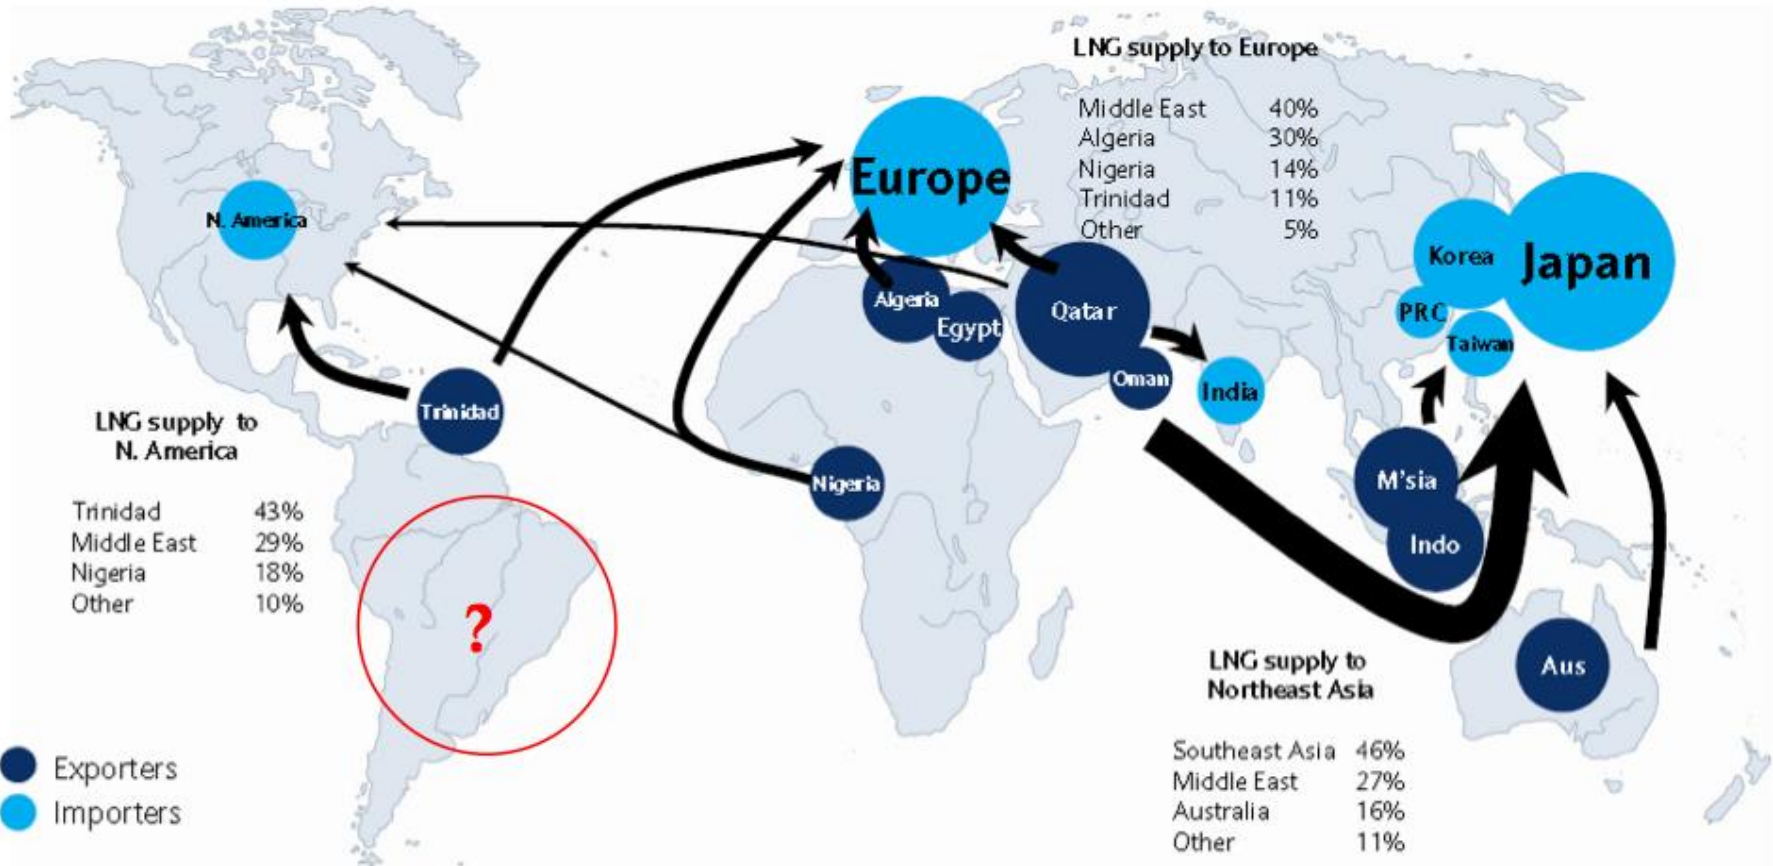 LNG supply to Europe
Middle East 40%
Algeria 30%
Nigeria 14%
Trinidad 11%
Other 5%
Europe
N. America
Korea
Japan
PRC
Taiwan
Algeria
Egypt
Qatar
Oman
India
Trinidad
Nigeria
M'sia
Indo
Aus
LNG supply to
N. America
Trinidad 43%
Middle East 29%
Nigeria 18%
Other 10%
?
LNG supply to
Northeast Asia
Southeast Asia 46%
Middle East 27%
Australia 16%
Other 11%
Exporters
Importers